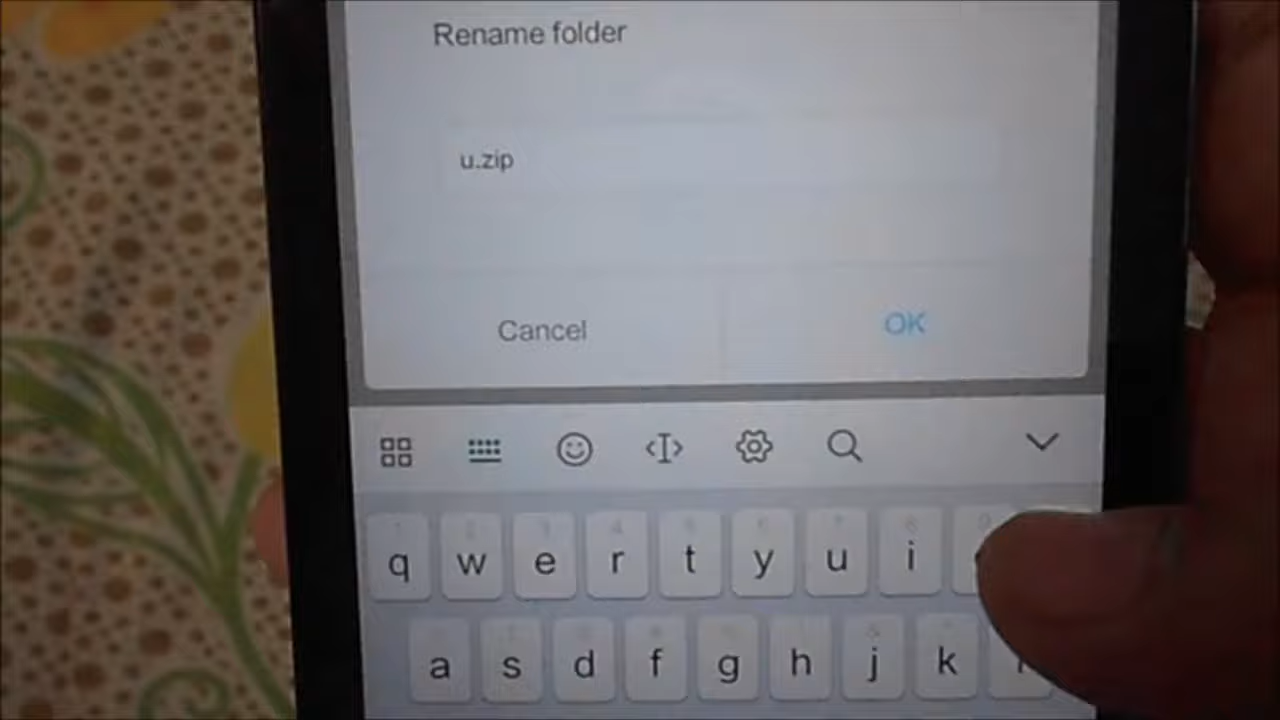 Rename folder
u.zip
Cancel OK
q w e r t y u i
a s d f g h j k